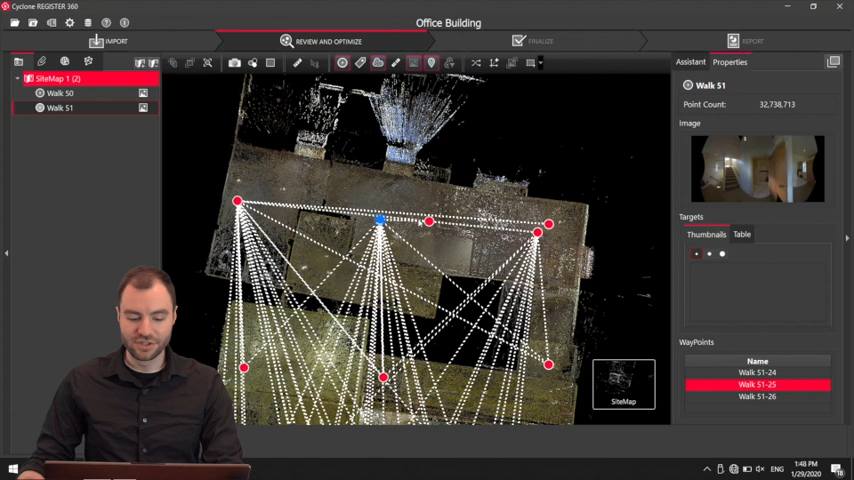 Cyclone REGISTER 360
Office Building
IMPORT
REVIEW AND OPTIMIZE
FINALIZE
REPORT
SiteMap 1 (2)
Walk 50
Walk 51
SiteMap
Assistant
Properties
Walk 51
Point Count:
32,738,713
Image
Targets
Thumbnails
Table
WayPoints
Name
Walk 51-24
Walk 51-25
Walk 51-26
ENG
1:48 PM
1/29/2020
18